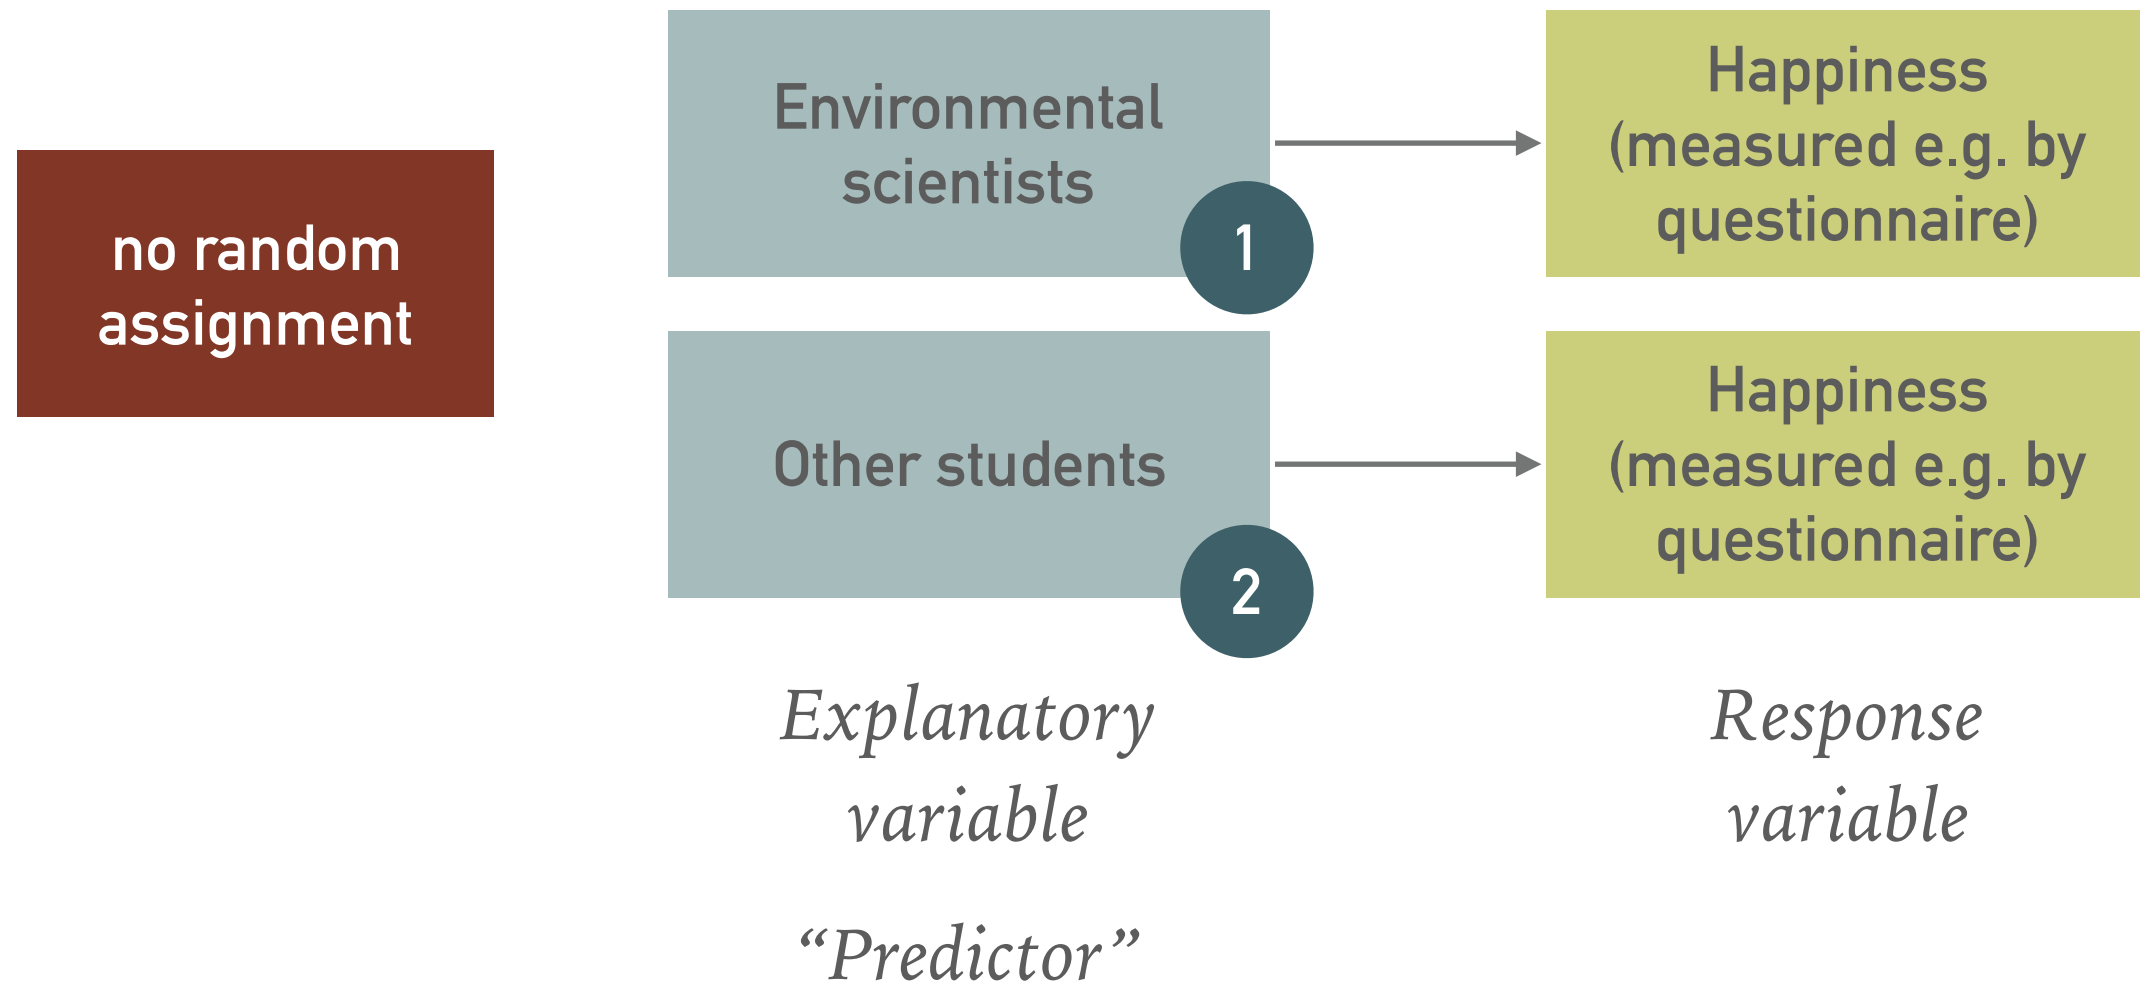 no random
assignment
Environmental
scientists
1
Happiness
(measured e.g. by
questionnaire)
Other students
2
Happiness
(measured e.g. by
questionnaire)
Explanatory
variable
“Predictor”
Response
variable